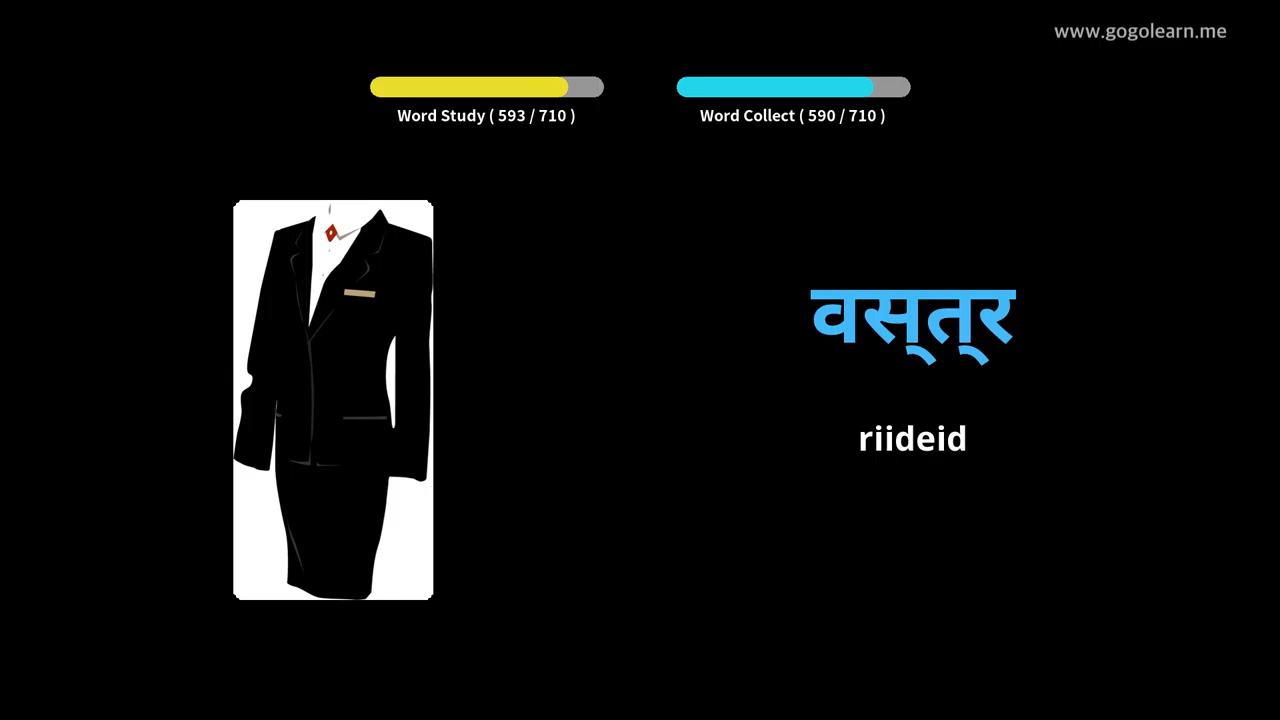 www.gogolearn.me
Word Study ( 593 / 710 )
Word Collect ( 590 / 710 )
वस्त्र
riideid